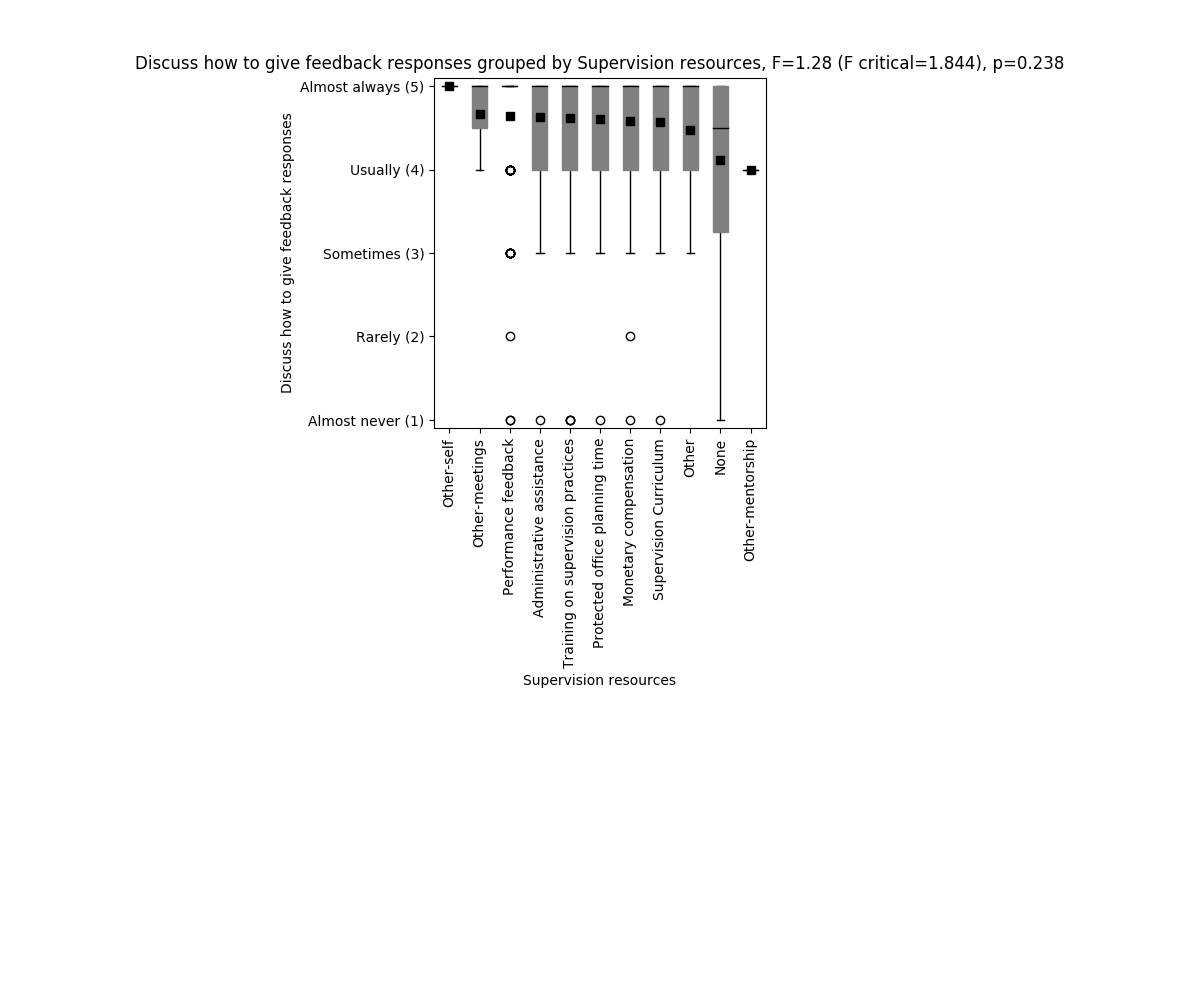 Discuss how to give feedback responses grouped by Supervision resources, F=1.28 (F critical=1.844), p=0.238
Discuss how to give feedback responses
Almost always (5)
Usually (4)
Sometimes (3)
Rarely (2)
Almost never (1)
Other-self
Other-meetings
Performance feedback
Administrative assistance
Training on supervision practices
Protected office planning time
Monetary compensation
Supervision Curriculum
Other
None
Other-mentorship
Supervision resources